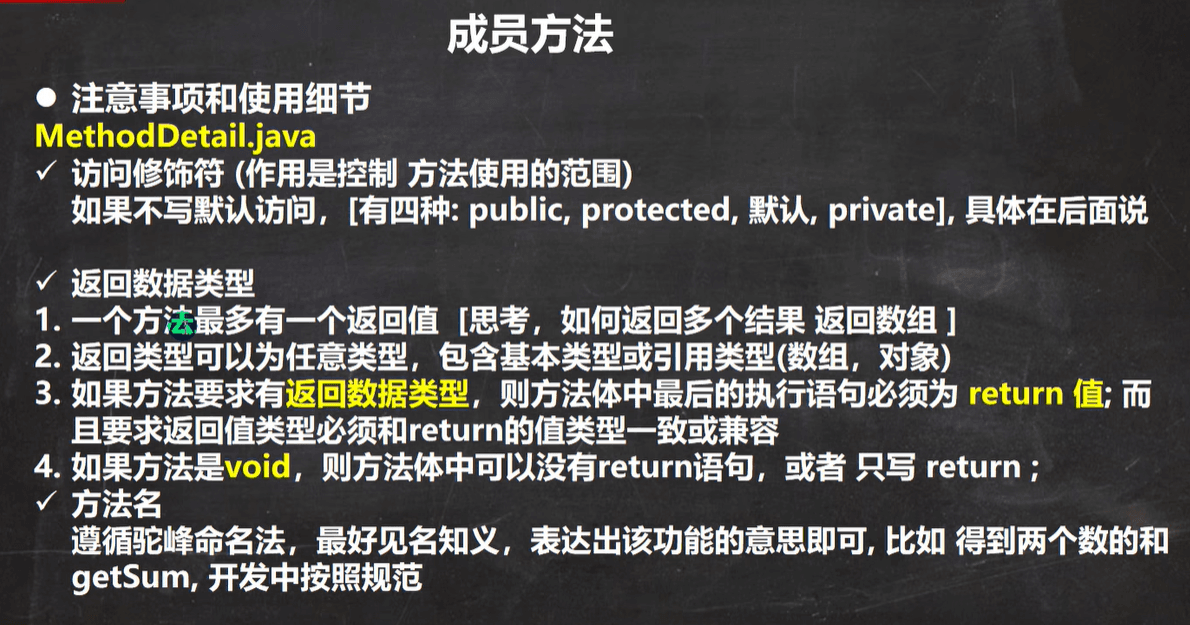 成员方法
● 注意事项和使用细节
MethodDetail.java
✓ 访问修饰符 (作用是控制 方法使用的范围)
如果不写默认访问，[有四种: public, protected, 默认, private], 具体在后面说
✓ 返回数据类型
1. 一个方法最多有一个返回值 [思考，如何返回多个结果 返回数组 ]
2. 返回类型可以为任意类型，包含基本类型或引用类型(数组，对象)
3. 如果方法要求有返回数据类型，则方法体中最后的执行语句必须为 return 值; 而
且要求返回值类型必须和return的值类型一致或兼容
4. 如果方法是void，则方法体中可以没有return语句，或者 只写 return ;
✓ 方法名
遵循驼峰命名法，最好见名知义，表达出该功能的意思即可, 比如 得到两个数的和
getSum, 开发中按照规范